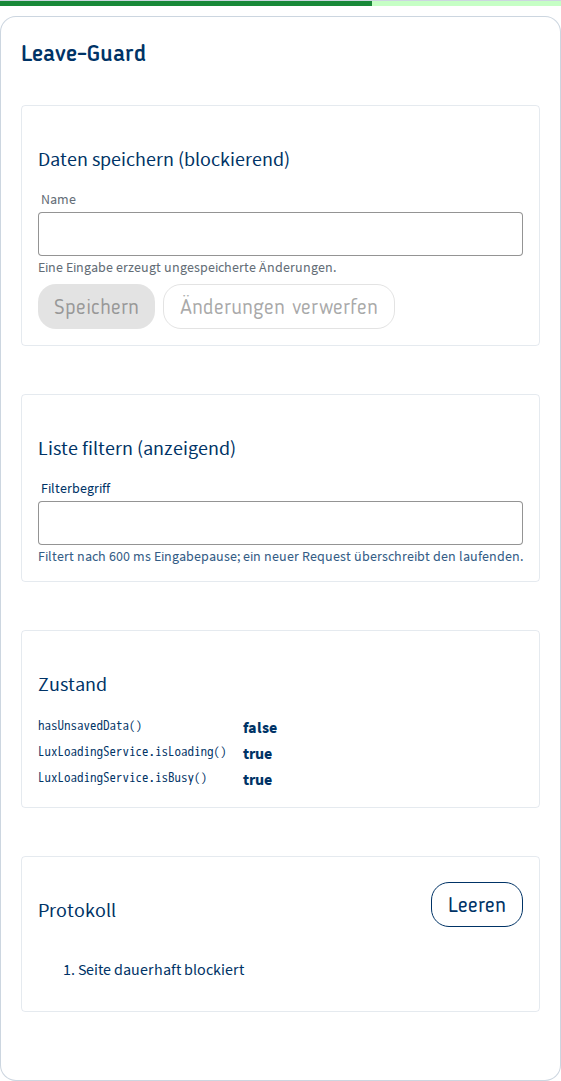 Leave-Guard
Daten speichern (blockierend)
Name
Eine Eingabe erzeugt ungespeicherte Änderungen.
Speichern Änderungen verwerfen
Liste filtern (anzeigend)
Filterbegriff
Filtert nach 600 ms Eingabepause; ein neuer Request überschreibt den laufenden.
Zustand
hasUnsavedData() false
LuxLoadingService.isLoading() true
LuxLoadingService.isBusy() true
Protokoll Leeren
1. Seite dauerhaft blockiert